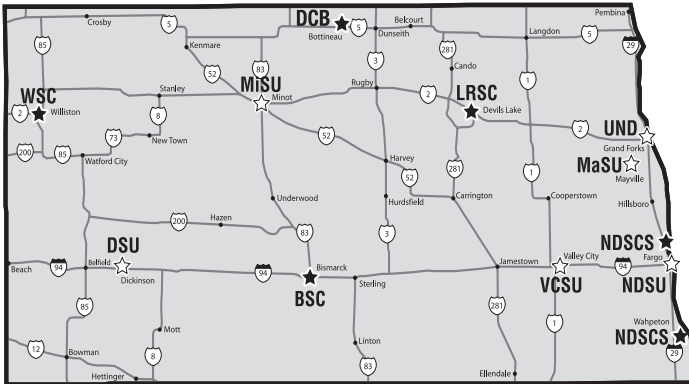 Pembina
Crosby
5
DCB
Bottineau
5
Belcourt
Dunseith
Langdon
5
29
85
Kenmare
281
52
83
3
Cando
1
Stanley
MiSU
Minot
Rugby
2
LRSC
Devils Lake
WSC
2
Williston
8
2
UND
Grand Forks
73
New Town
52
200
85
Watford City
Harvey
52
281
1
MaSU
Mayville
Underwood
Hurdsfield
Carrington
Cooperstown
Hillsboro
200
Hazen
83
3
NDSCS
DSU
Belfield
Dickinson
94
Beach
94
Bismarck
BSC
Sterling
Jamestown
Valley City
VCSU
94
Fargo
NDSU
85
281
1
Wahpeton
NDSCS
29
12
Bowman
Mott
8
Hettinger
Linton
83
Ellendale